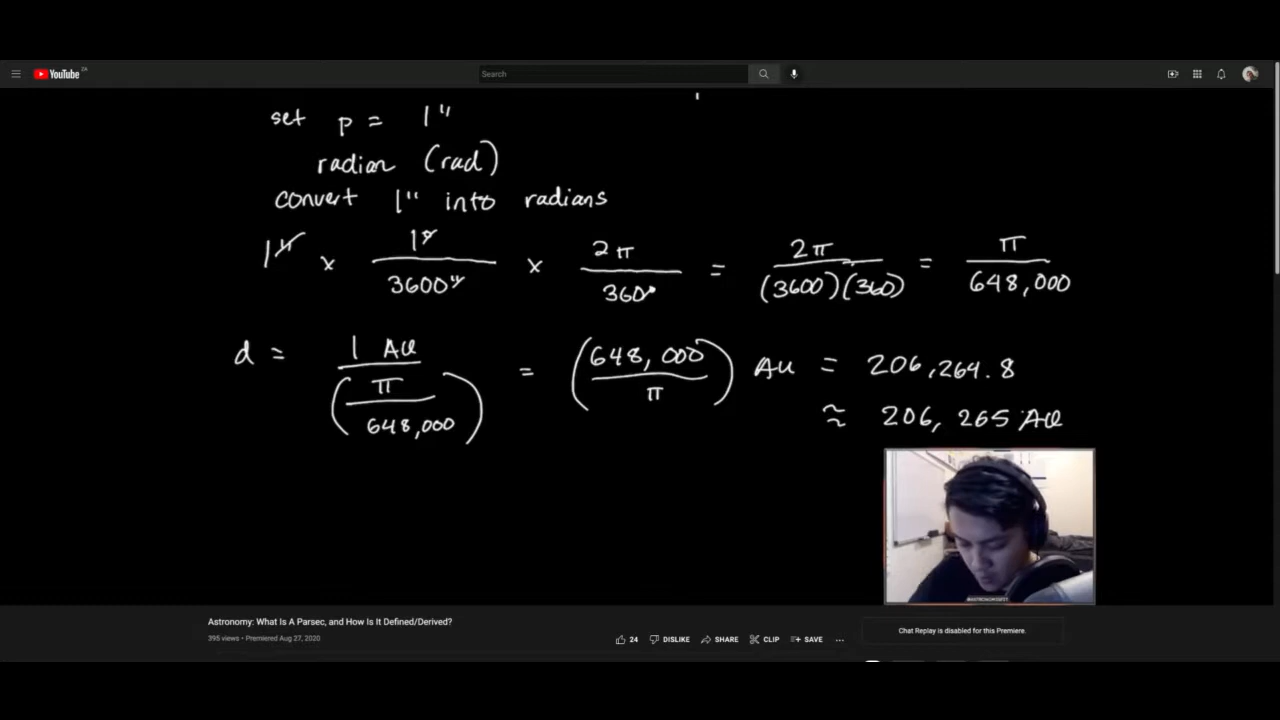 YouTube ZA
Search
set p = 1"
radian (rad)
convert 1" into radians
1" x 1° / 3600" x 2π / 360° = 2π / (3600)(360) = π / 648,000
d = 1 AU / (π / 648,000) = (648,000 / π) AU = 206,264.8
≈ 206,265 AU
@ASTRONOMISFIT
Astronomy: What Is A Parsec, and How Is It Defined/Derived?
395 views • Premiered Aug 27, 2020
24 DISLIKE SHARE CLIP SAVE ...
Chat Replay is disabled for this Premiere.